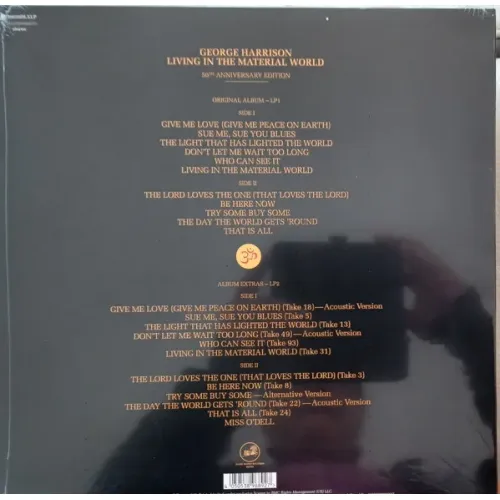 GEORGE HARRISON
LIVING IN THE MATERIAL WORLD
50TH ANNIVERSARY EDITION
ORIGINAL ALBUM – LP1
SIDE I
GIVE ME LOVE (GIVE ME PEACE ON EARTH)
SUE ME, SUE YOU BLUES
THE LIGHT THAT HAS LIGHTED THE WORLD
DON'T LET ME WAIT TOO LONG
WHO CAN SEE IT
LIVING IN THE MATERIAL WORLD
SIDE II
THE LORD LOVES THE ONE (THAT LOVES THE LORD)
BE HERE NOW
TRY SOME BUY SOME
THE DAY THE WORLD GETS 'ROUND
THAT IS ALL
ALBUM EXTRAS – LP2
SIDE I
GIVE ME LOVE (GIVE ME PEACE ON EARTH) (Take 18)—Acoustic Version
SUE ME, SUE YOU BLUES (Take 5)
THE LIGHT THAT HAS LIGHTED THE WORLD (Take 13)
DON'T LET ME WAIT TOO LONG (Take 49)—Acoustic Version
WHO CAN SEE IT (Take 93)
LIVING IN THE MATERIAL WORLD (Take 31)
SIDE II
THE LORD LOVES THE ONE (THAT LOVES THE LORD) (Take 3)
BE HERE NOW (Take 8)
TRY SOME BUY SOME—Alternative Version
THE DAY THE WORLD GETS 'ROUND (Take 22)—Acoustic Version
THAT IS ALL (Take 24)
MISS O'DELL